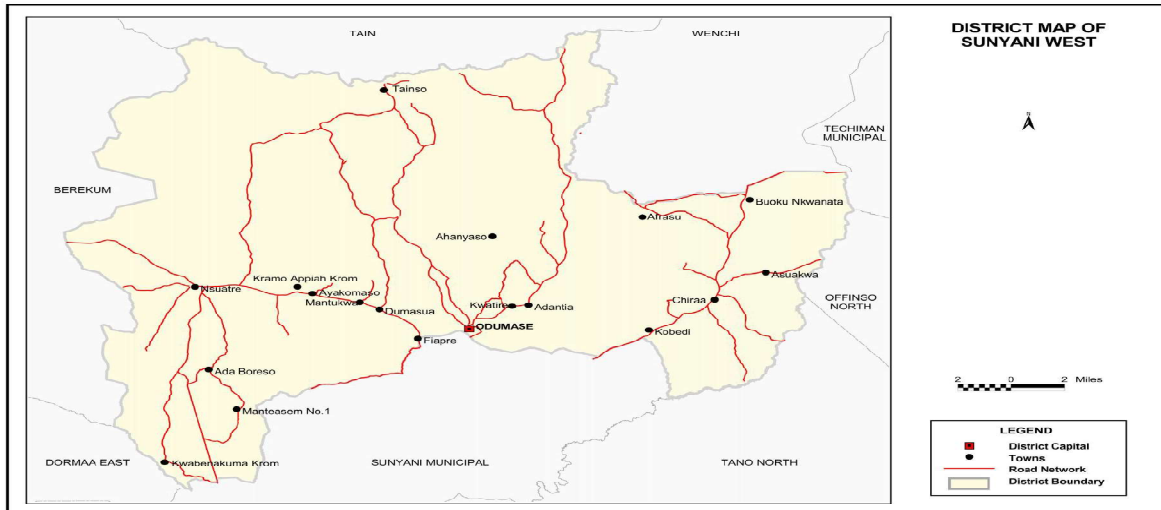 DISTRICT MAP OF
SUNYANI WEST
N
TAIN
WENCHI
TECHIMAN
MUNICIPAL
BEREKUM
OFFINSO
NORTH
DORMAA EAST
SUNYANI MUNICIPAL
TANO NORTH
Tainso
Buoku Nkwanata
Afrasu
Ahanyaso
Asuakwa
Nsuatre
Kramo Appiah Krom
Ayakomaso
Mantukwa
Dumasua
Kwatire
Adantia
Chiraa
ODUMASE
Kobedi
Fiapre
Ada Boreso
Manteasem No.1
Kwabenakuma Krom
2 0 2 Miles
LEGEND
District Capital
Towns
Road Network
District Boundary